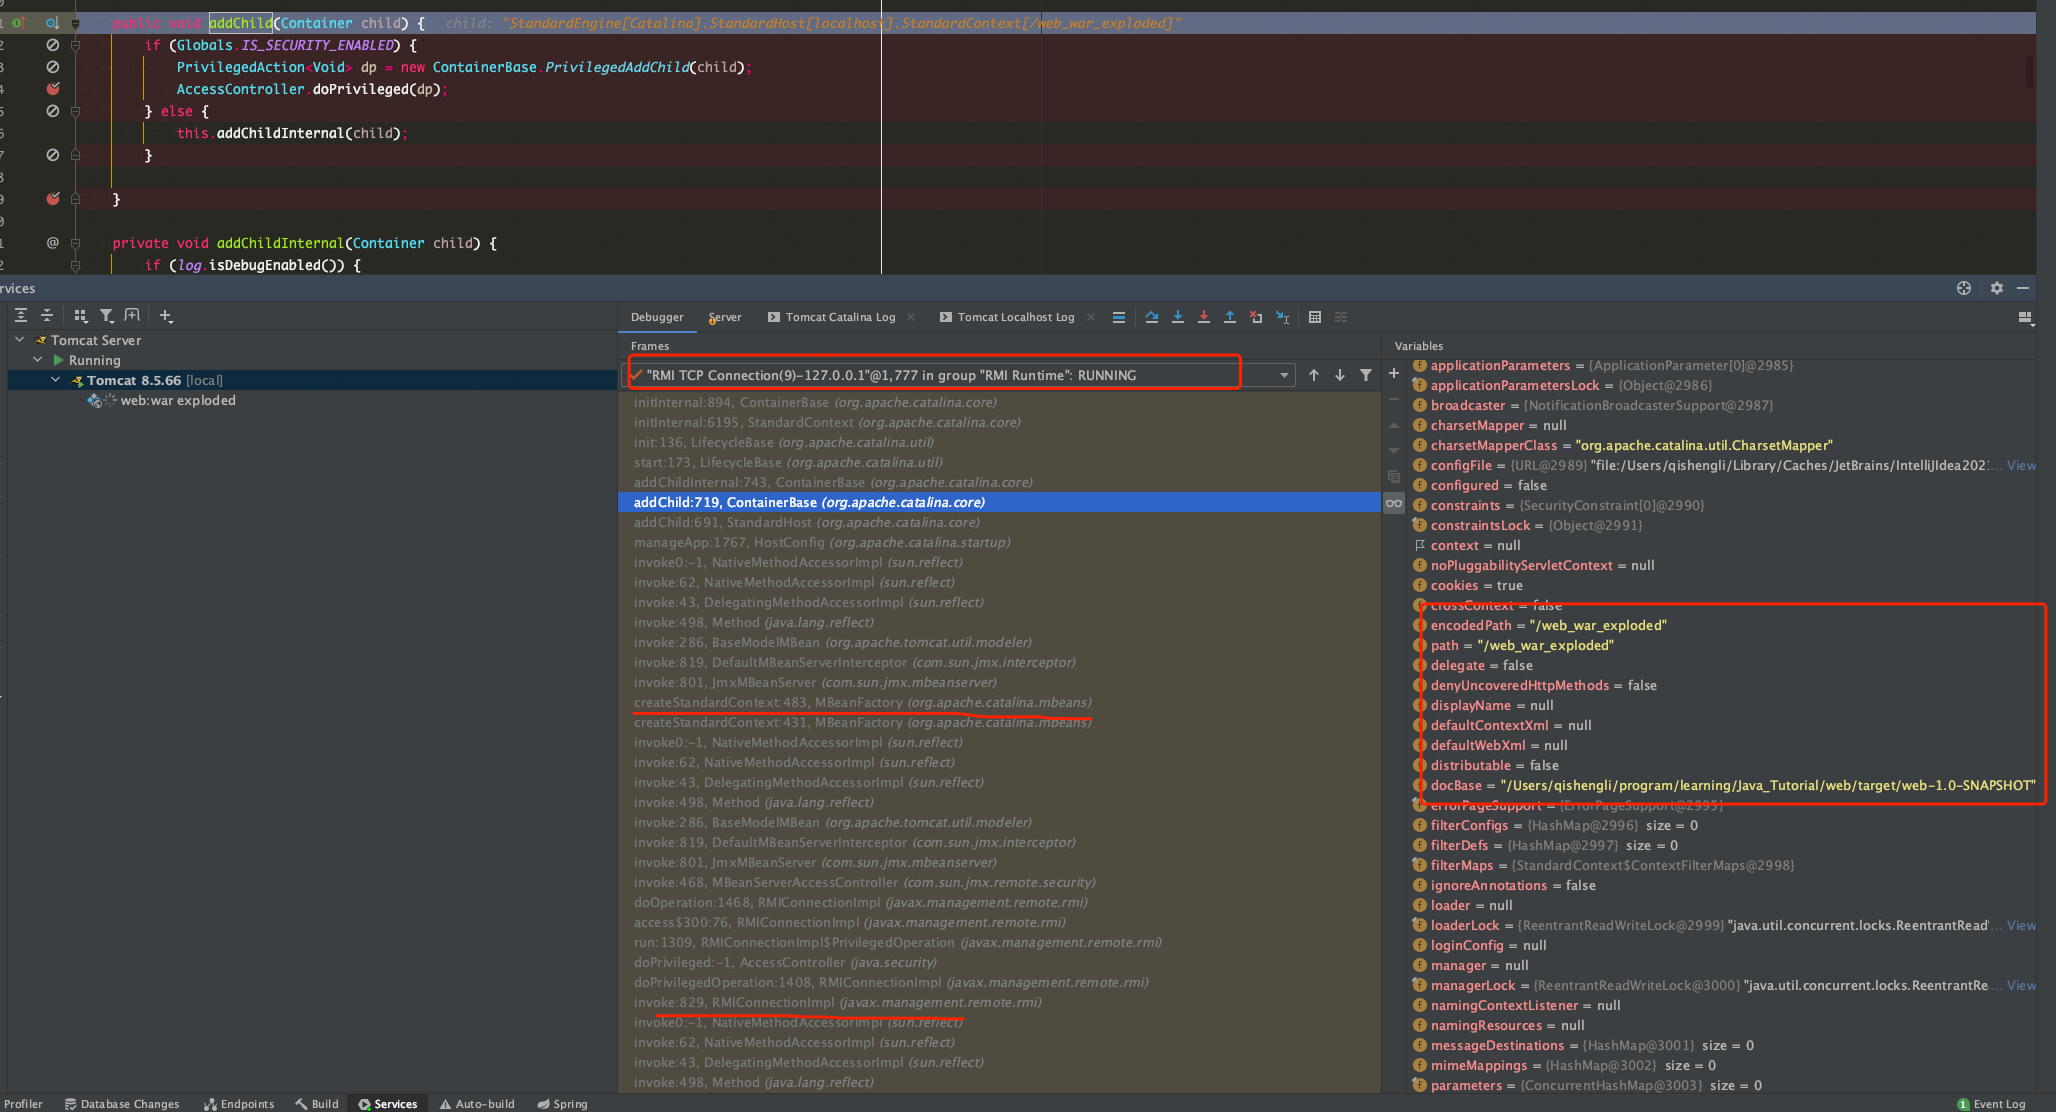 public void addChild(Container child) {   child: "StandardEngine[Catalina].StandardHost[localhost].StandardContext[/web_war_exploded]"
if (Globals.IS_SECURITY_ENABLED) {
PrivilegedAction<Void> dp = new ContainerBase.PrivilegedAddChild(child);
AccessController.doPrivileged(dp);
} else {
this.addChildInternal(child);
}
}
private void addChildInternal(Container child) {
if (log.isDebugEnabled()) {
rvices
Tomcat Server
Running
Tomcat 8.5.66 [local]
web:war exploded
Debugger
Server
Tomcat Catalina Log
Tomcat Localhost Log
Frames
"RMI TCP Connection(9)-127.0.0.1"@1,777 in group "RMI Runtime": RUNNING
initInternal:894, ContainerBase (org.apache.catalina.core)
initInternal:6195, StandardContext (org.apache.catalina.core)
init:136, LifecycleBase (org.apache.catalina.util)
start:173, LifecycleBase (org.apache.catalina.util)
addChildInternal:743, ContainerBase (org.apache.catalina.core)
addChild:719, ContainerBase (org.apache.catalina.core)
addChild:691, StandardHost (org.apache.catalina.core)
manageApp:1767, HostConfig (org.apache.catalina.startup)
invoke0:-1, NativeMethodAccessorImpl (sun.reflect)
invoke:62, NativeMethodAccessorImpl (sun.reflect)
invoke:43, DelegatingMethodAccessorImpl (sun.reflect)
invoke:498, Method (java.lang.reflect)
invoke:286, BaseModelMBean (org.apache.tomcat.util.modeler)
invoke:819, DefaultMBeanServerInterceptor (com.sun.jmx.interceptor)
invoke:801, JmxMBeanServer (com.sun.jmx.mbeanserver)
createStandardContext:483, MBeanFactory (org.apache.catalina.mbeans)
createStandardContext:431, MBeanFactory (org.apache.catalina.mbeans)
invoke0:-1, NativeMethodAccessorImpl (sun.reflect)
invoke:62, NativeMethodAccessorImpl (sun.reflect)
invoke:43, DelegatingMethodAccessorImpl (sun.reflect)
invoke:498, Method (java.lang.reflect)
invoke:286, BaseModelMBean (org.apache.tomcat.util.modeler)
invoke:819, DefaultMBeanServerInterceptor (com.sun.jmx.interceptor)
invoke:801, JmxMBeanServer (com.sun.jmx.mbeanserver)
invoke:468, MBeanServerAccessController (com.sun.jmx.remote.security)
doOperation:1468, RMIConnectionImpl (javax.management.remote.rmi)
access$300:76, RMIConnectionImpl (javax.management.remote.rmi)
run:1309, RMIConnectionImpl$PrivilegedOperation (javax.management.remote.rmi)
doPrivileged:-1, AccessController (java.security)
doPrivilegedOperation:1408, RMIConnectionImpl (javax.management.remote.rmi)
invoke:829, RMIConnectionImpl (javax.management.remote.rmi)
invoke0:-1, NativeMethodAccessorImpl (sun.reflect)
invoke:62, NativeMethodAccessorImpl (sun.reflect)
invoke:43, DelegatingMethodAccessorImpl (sun.reflect)
invoke:498, Method (java.lang.reflect)
Variables
applicationParameters = {ApplicationParameter[0]@2985}
applicationParametersLock = {Object@2986}
broadcaster = {NotificationBroadcasterSupport@2987}
charsetMapper = null
charsetMapperClass = "org.apache.catalina.util.CharsetMapper"
configFile = {URL@2989} "file:/Users/qishengli/Library/Caches/JetBrains/IntelliJIdea202... View
configured = false
constraints = {SecurityConstraint[0]@2990}
constraintsLock = {Object@2991}
context = null
noPluggabilityServletContext = null
cookies = true
crossContext = false
encodedPath = "/web_war_exploded"
path = "/web_war_exploded"
delegate = false
denyUncoveredHttpMethods = false
displayName = null
defaultContextXml = null
defaultWebXml = null
distributable = false
docBase = "/Users/qishengli/program/learning/Java_Tutorial/web/target/web-1.0-SNAPSHOT"
errorPageSupport = {ErrorPageSupport@2995}
filterConfigs = {HashMap@2996} size = 0
filterDefs = {HashMap@2997} size = 0
filterMaps = {StandardContext$ContextFilterMaps@2998}
ignoreAnnotations = false
loader = null
loaderLock = {ReentrantReadWriteLock@2999} "java.util.concurrent.locks.ReentrantRead'... View
loginConfig = null
manager = null
managerLock = {ReentrantReadWriteLock@3000} "java.util.concurrent.locks.ReentrantRe... View
namingContextListener = null
namingResources = null
messageDestinations = {HashMap@3001} size = 0
mimeMappings = {HashMap@3002} size = 0
parameters = {ConcurrentHashMap@3003} size = 0
Profiler
Database Changes
Endpoints
Build
Services
Auto-build
Spring
1 Event Log